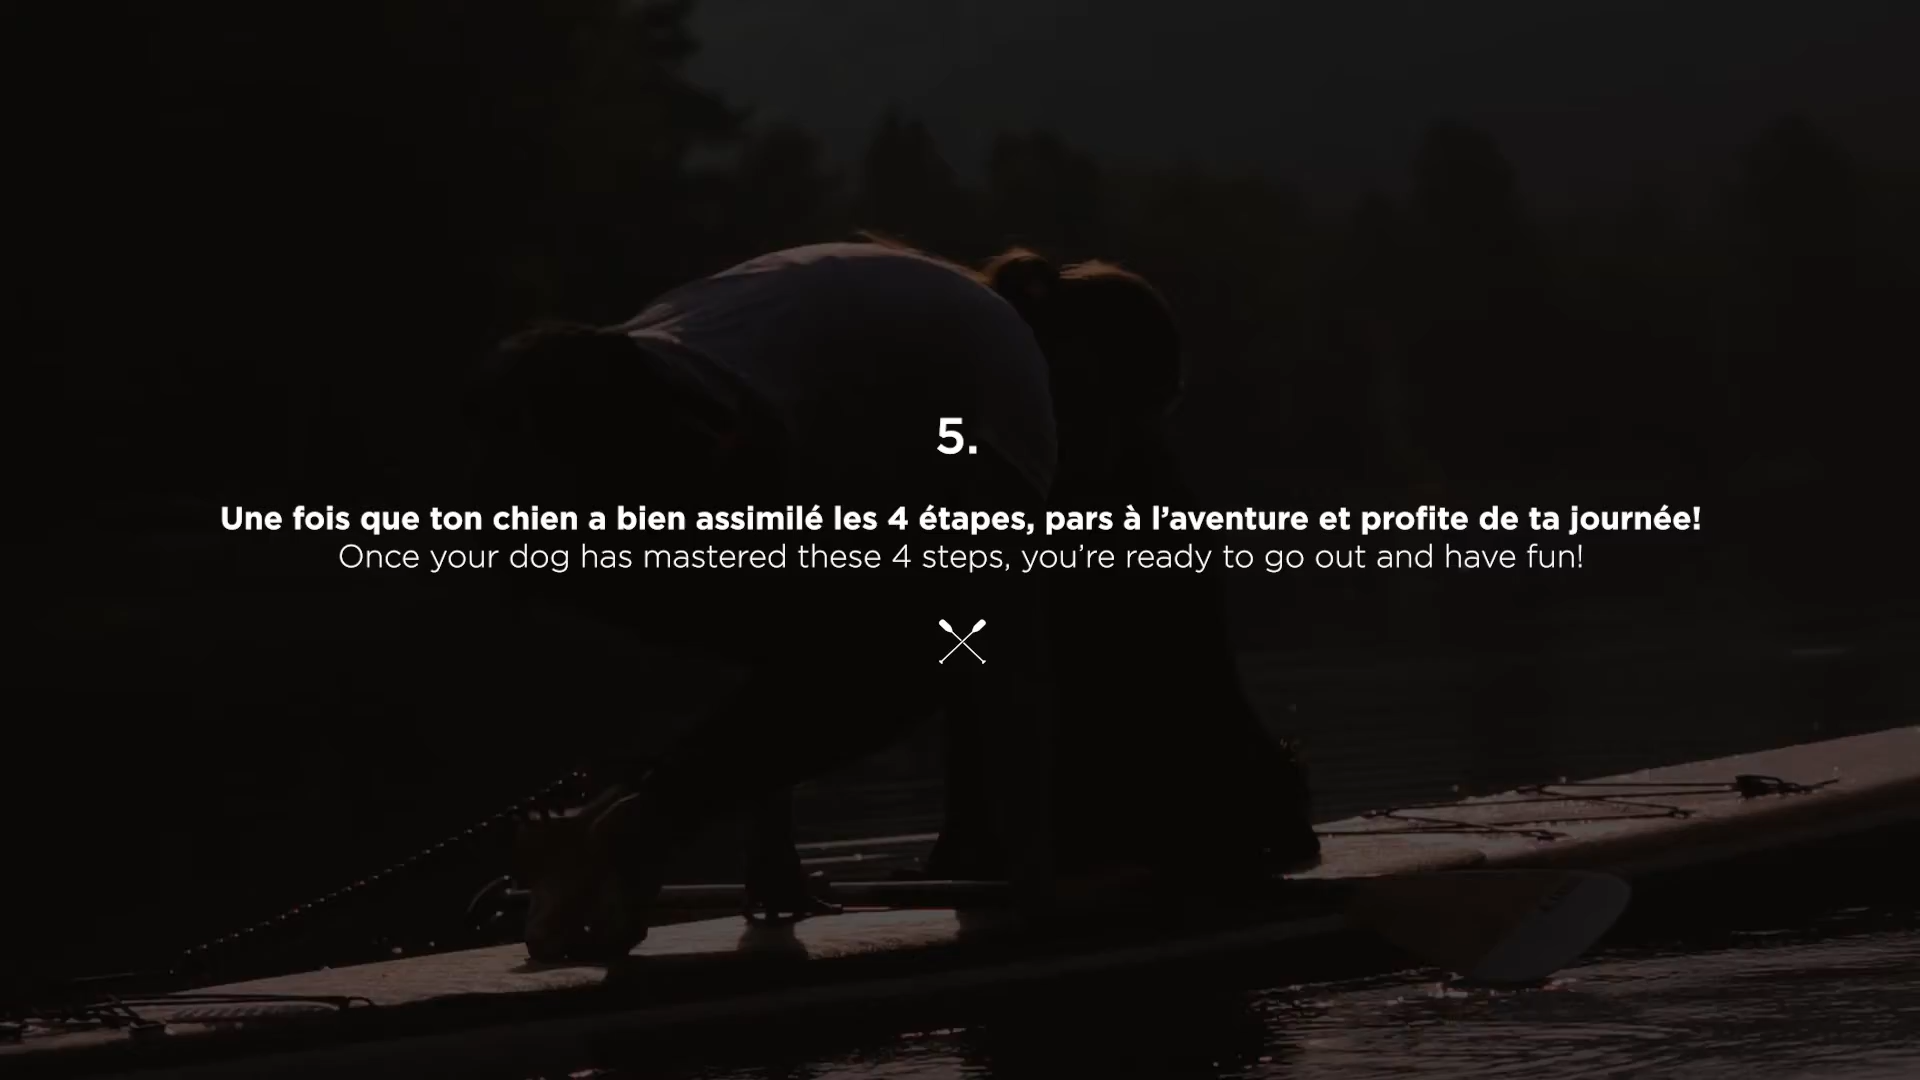 5.
Une fois que ton chien a bien assimilé les 4 étapes, pars à l’aventure et profite de ta journée!
Once your dog has mastered these 4 steps, you’re ready to go out and have fun!